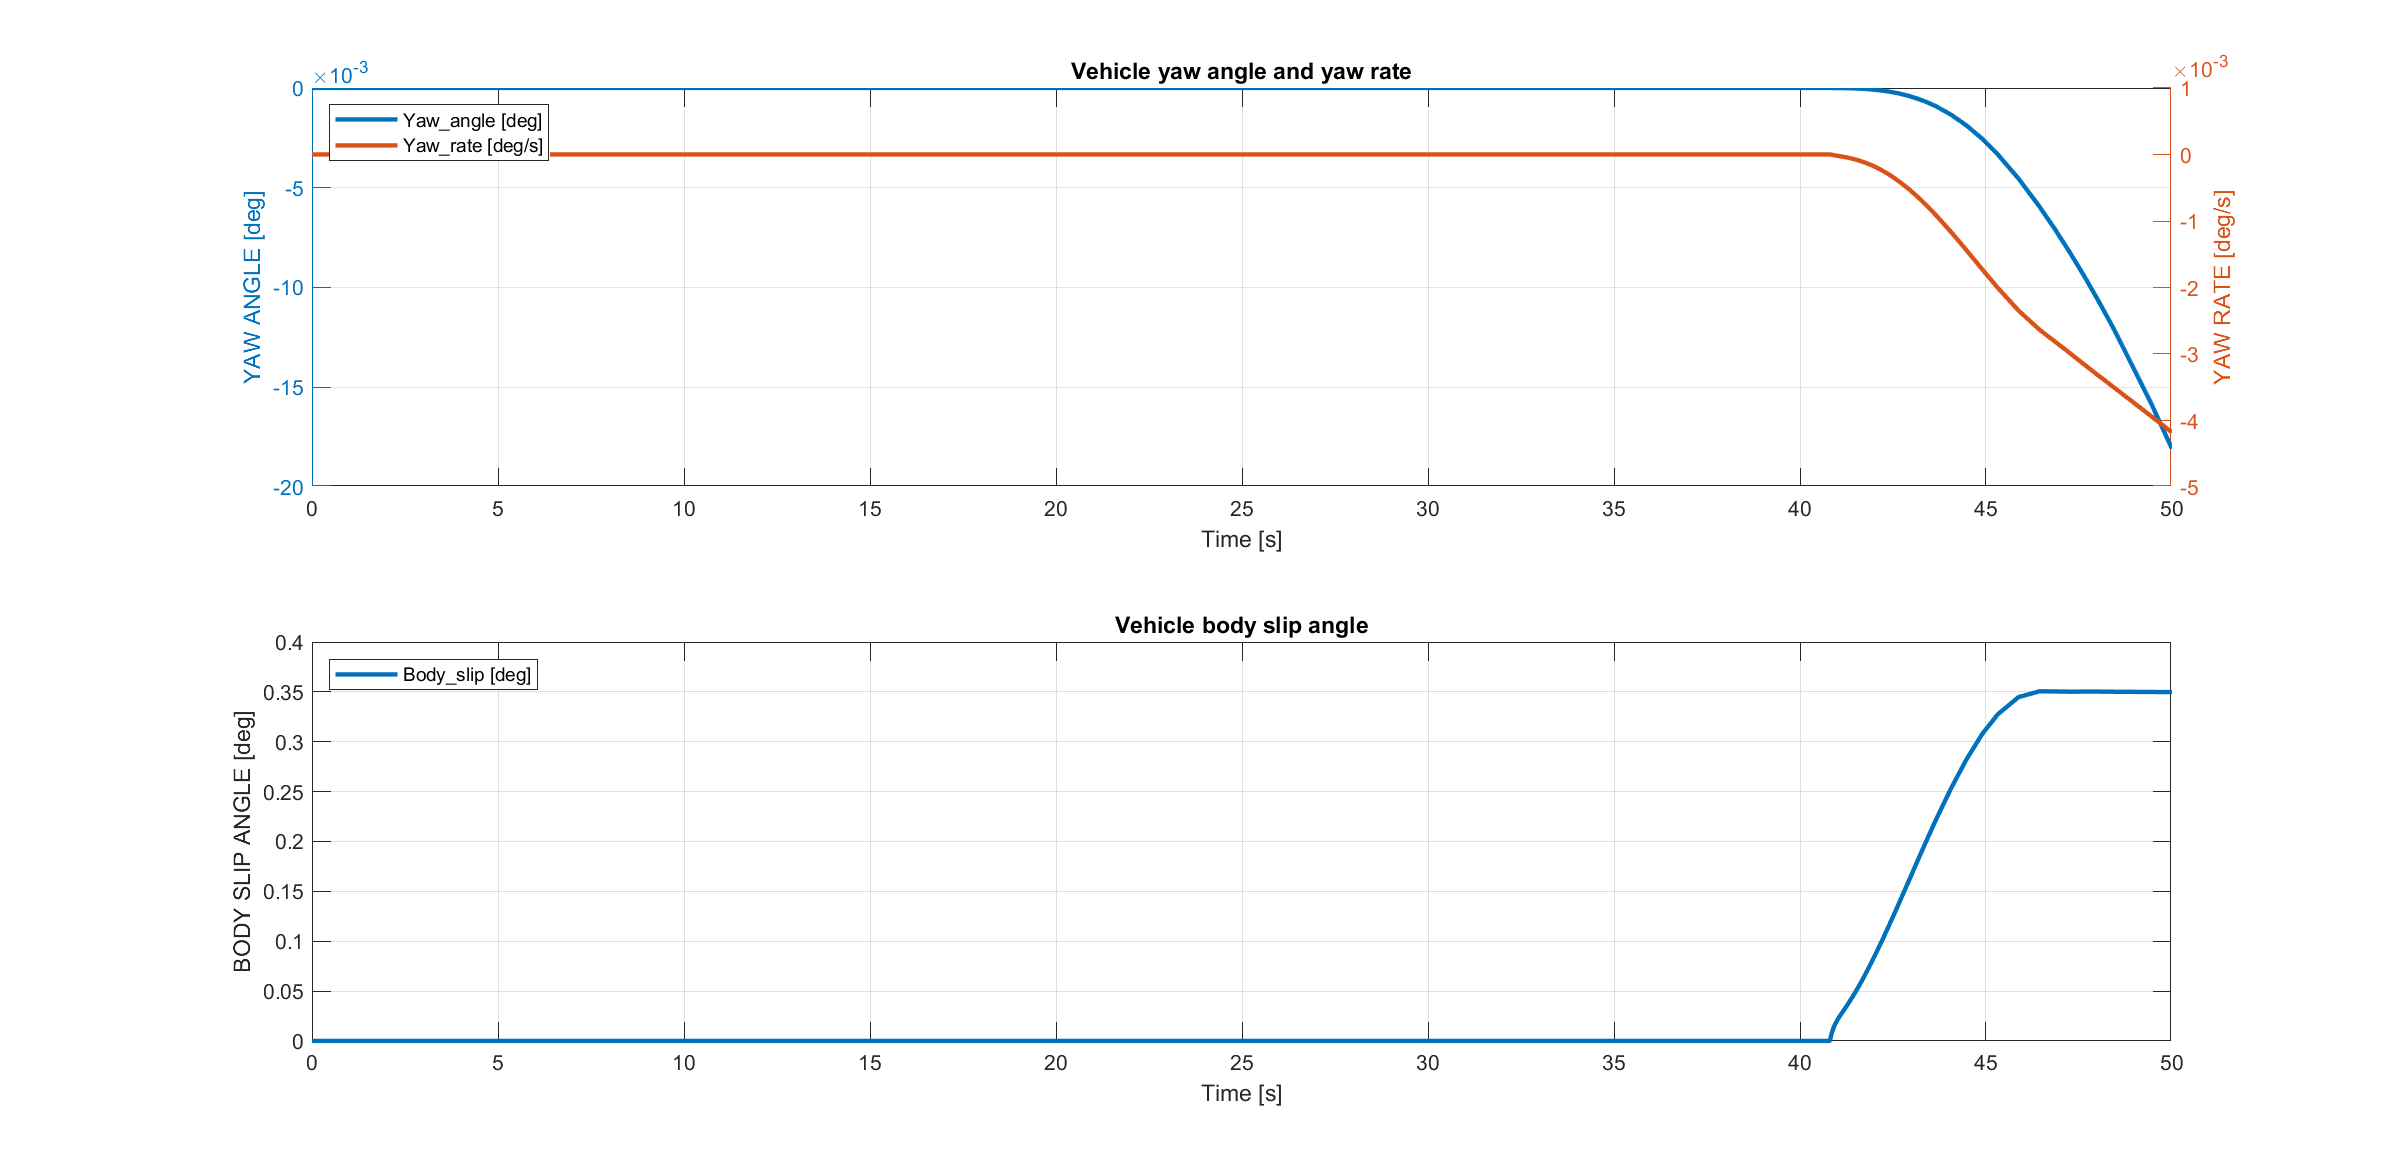 Vehicle yaw angle and yaw rate
×10-3
×10-3
0
-5
-10
-15
-20
YAW ANGLE [deg]
Yaw_angle [deg]
Yaw_rate [deg/s]
1
0
-1
-2
-3
-4
-5
YAW RATE [deg/s]
0 5 10 15 20 25 30 35 40 45 50
Time [s]
Vehicle body slip angle
0.4
0.35
0.3
0.25
0.2
0.15
0.1
0.05
0
BODY SLIP ANGLE [deg]
Body_slip [deg]
0 5 10 15 20 25 30 35 40 45 50
Time [s]